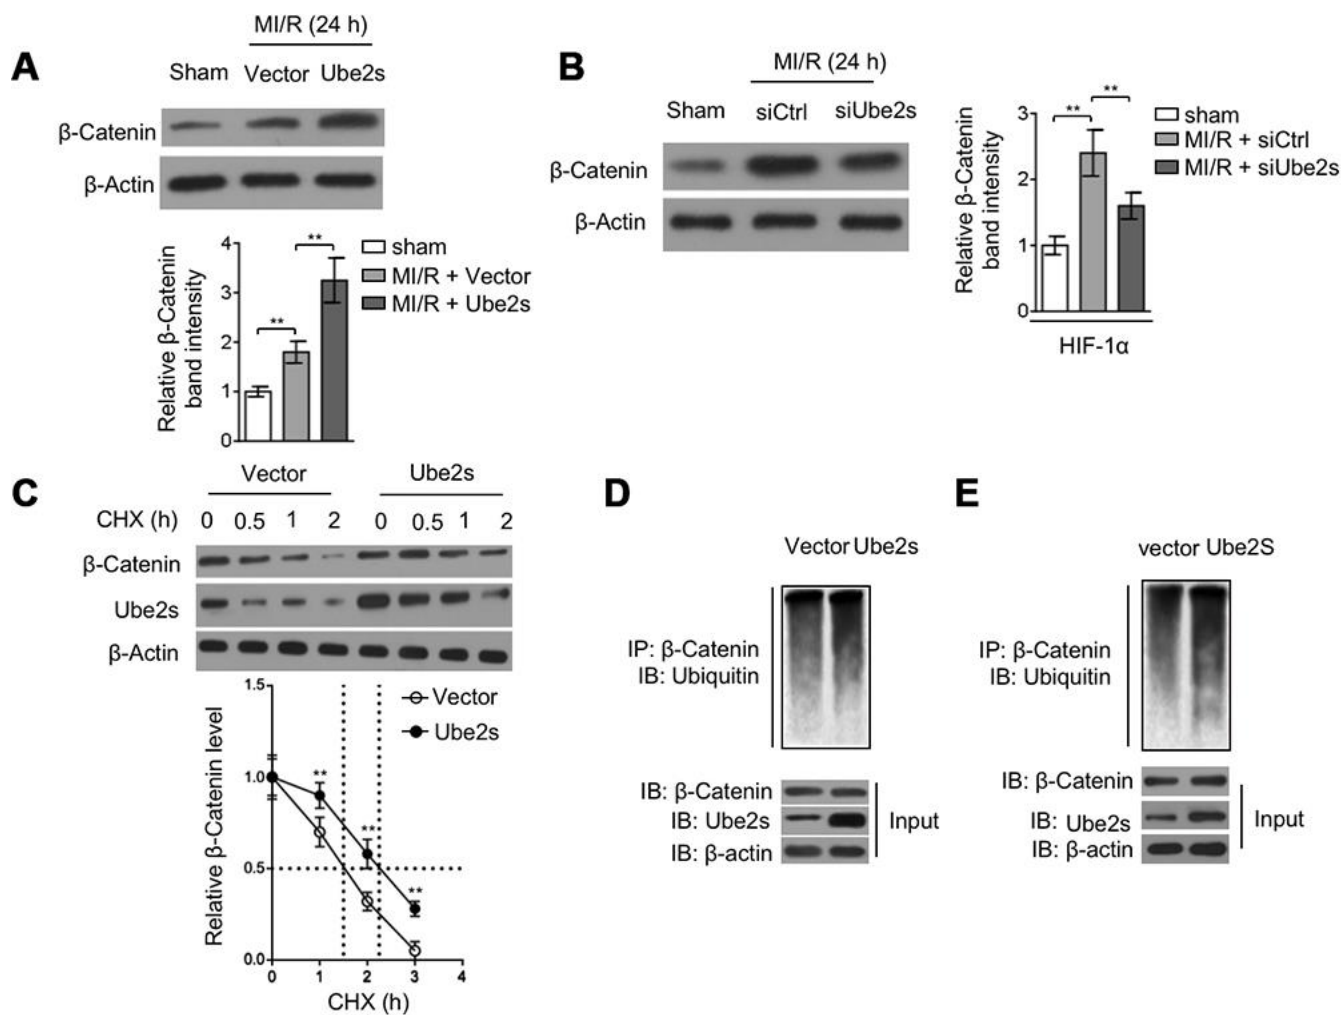 A
MI/R (24 h)
Sham Vector Ube2s
β-Catenin
β-Actin
4
3
2
1
0
Relative β-Catenin
band intensity
**
**
sham
MI/R + Vector
MI/R + Ube2s
B
MI/R (24 h)
Sham siCtrl siUbe2s
β-Catenin
β-Actin
3
2
1
0
Relative β-Catenin
band intensity
**
**
HIF-1α
sham
MI/R + siCtrl
MI/R + siUbe2s
C
Vector Ube2s
CHX (h) 0 0.5 1 2 0 0.5 1 2
β-Catenin
Ube2s
β-Actin
1.5
1.0
0.5
0.0
Relative β-Catenin level
Vector
Ube2s
**
**
**
0 1 2 3 4
CHX (h)
D
Vector Ube2s
IP: β-Catenin
IB: Ubiquitin
IB: β-Catenin
IB: Ube2s
IB: β-actin
Input
E
vector Ube2S
IP: β-Catenin
IB: Ubiquitin
IB: β-Catenin
IB: Ube2s
IB: β-actin
Input